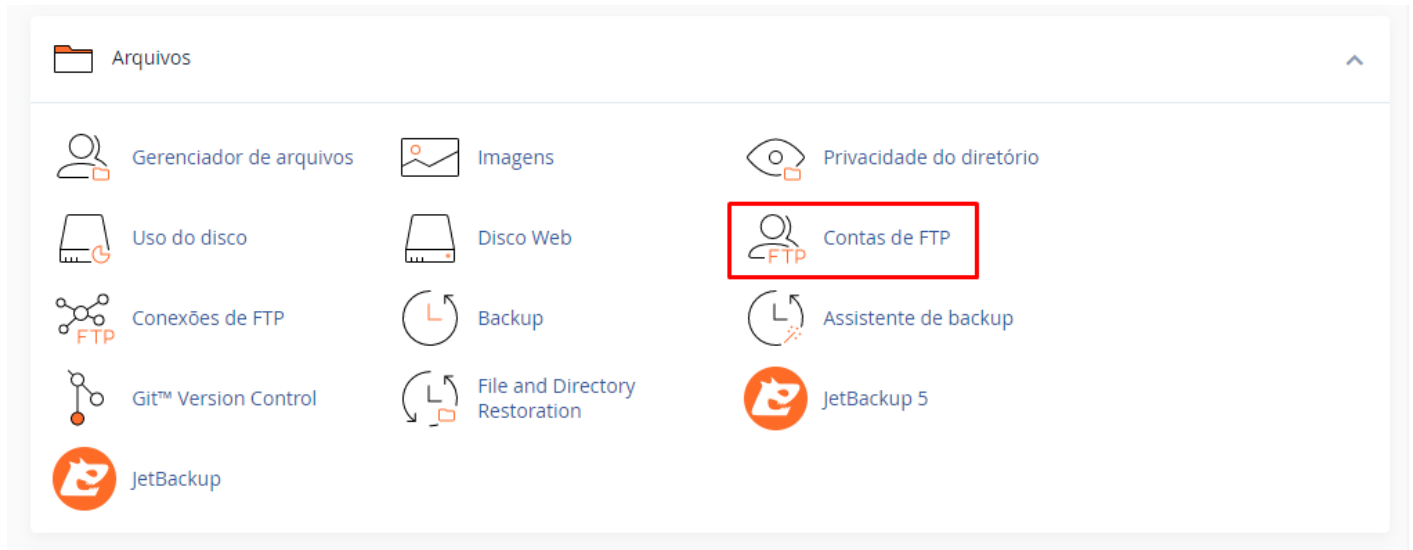 Arquivos
Gerenciador de arquivos
Imagens
Privacidade do diretório
Uso do disco
Disco Web
FTP
Contas de FTP
FTP
Conexões de FTP
Backup
Assistente de backup
Git™ Version Control
File and Directory
Restoration
JetBackup 5
JetBackup